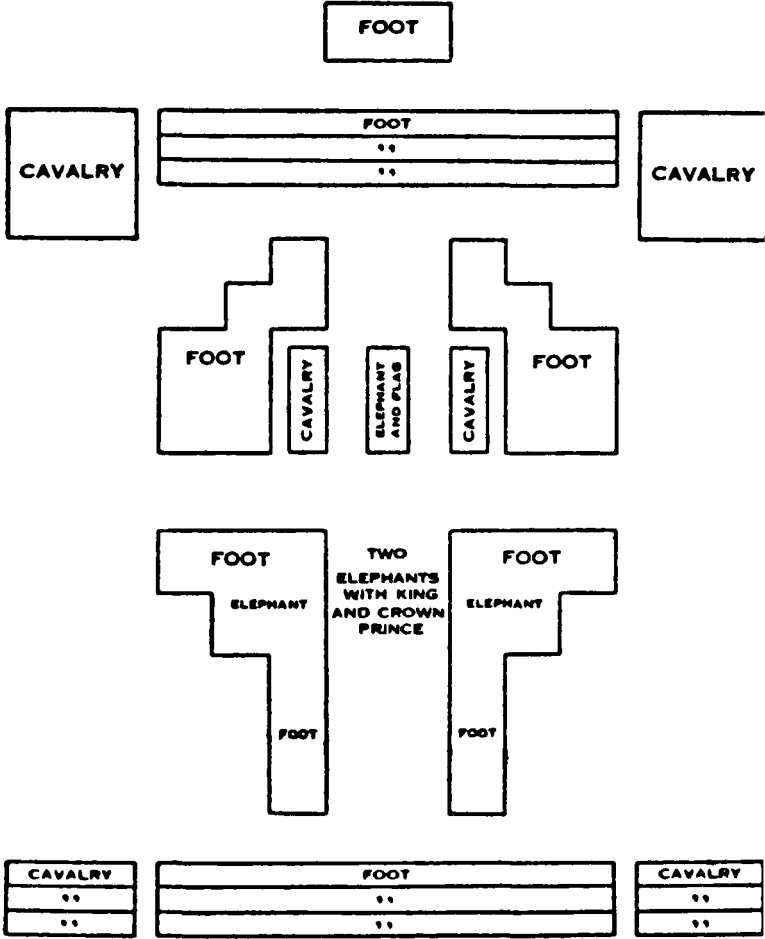 FOOT
FOOT
" "
" "
CAVALRY
CAVALRY
FOOT
CAVALRY
ELEPHANT
AND FLAG
CAVALRY
FOOT
FOOT
ELEPHANT
FOOT
TWO
ELEPHANTS
WITH KING
AND CROWN
PRINCE
FOOT
ELEPHANT
FOOT
CAVALRY
" "
" "
FOOT
" "
" "
CAVALRY
" "
" "